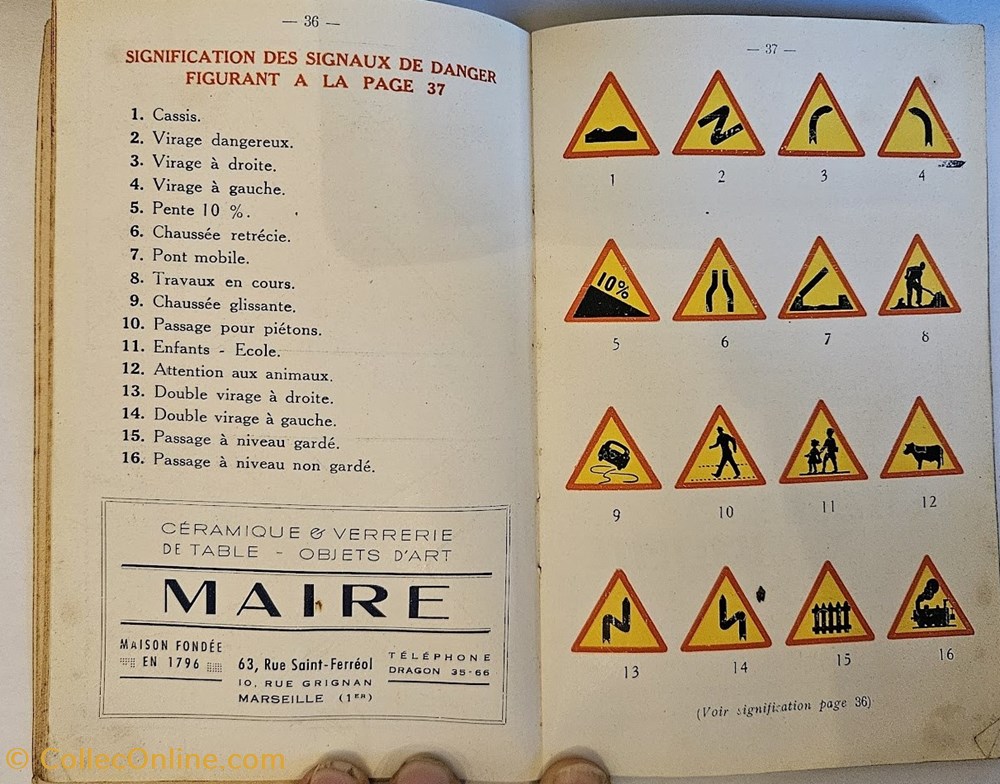 — 36 —
SIGNIFICATION DES SIGNAUX DE DANGER
FIGURANT A LA PAGE 37
1. Cassis.
2. Virage dangereux.
3. Virage à droite.
4. Virage à gauche.
5. Pente 10 %.
6. Chaussée retrécie.
7. Pont mobile.
8. Travaux en cours.
9. Chaussée glissante.
10. Passage pour piétons.
11. Enfants - Ecole.
12. Attention aux animaux.
13. Double virage à droite.
14. Double virage à gauche.
15. Passage à niveau gardé.
16. Passage à niveau non gardé.
CÉRAMIQUE & VERRERIE
DE TABLE - OBJETS D'ART
MAIRE
MAISON FONDÉE
EN 1796
63, Rue Saint-Ferréol
10, RUE GRIGNAN
MARSEILLE (1ER)
TÉLÉPHONE
DRAGON 35-66
— 37 —
1 2 3 4
10%
5 6 7 8
9 10 11 12
13 14 15 16
(Voir signification page 36)
© CollecOnline.com